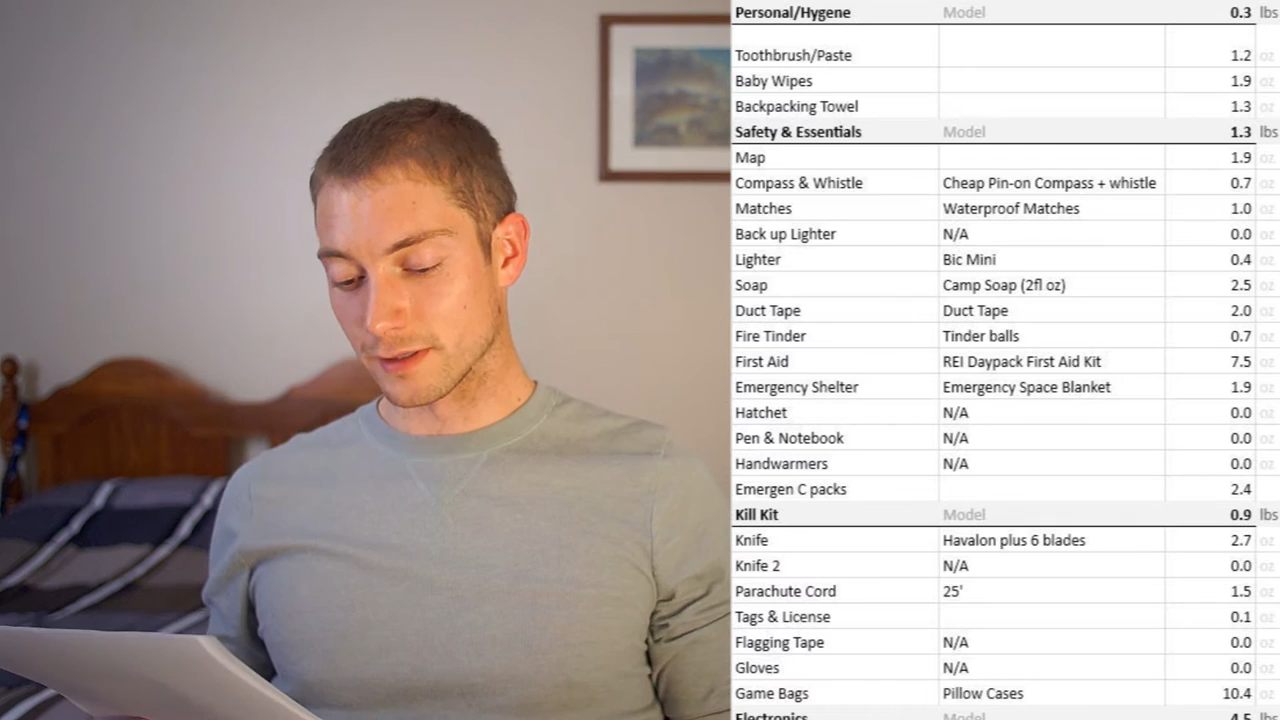 Personal/Hygene Model 0.3 lbs
Toothbrush/Paste 1.2 oz
Baby Wipes 1.9 oz
Backpacking Towel 1.3 oz
Safety & Essentials Model 1.3 lbs
Map 1.9 oz
Compass & Whistle Cheap Pin-on Compass + whistle 0.7 oz
Matches Waterproof Matches 1.0 oz
Back up Lighter N/A 0.0 oz
Lighter Bic Mini 0.4 oz
Soap Camp Soap (2fl oz) 2.5 oz
Duct Tape Duct Tape 2.0 oz
Fire Tinder Tinder balls 0.7 oz
First Aid REI Daypack First Aid Kit 7.5 oz
Emergency Shelter Emergency Space Blanket 1.9 oz
Hatchet N/A 0.0 oz
Pen & Notebook N/A 0.0 oz
Handwarmers N/A 0.0 oz
Emergen C packs 2.4
Kill Kit Model 0.9 lbs
Knife Havalon plus 6 blades 2.7 oz
Knife 2 N/A 0.0 oz
Parachute Cord 25' 1.5 oz
Tags & License 0.1 oz
Flagging Tape N/A 0.0 oz
Gloves N/A 0.0 oz
Game Bags Pillow Cases 10.4 oz
Electronics Model 4.5 lbs